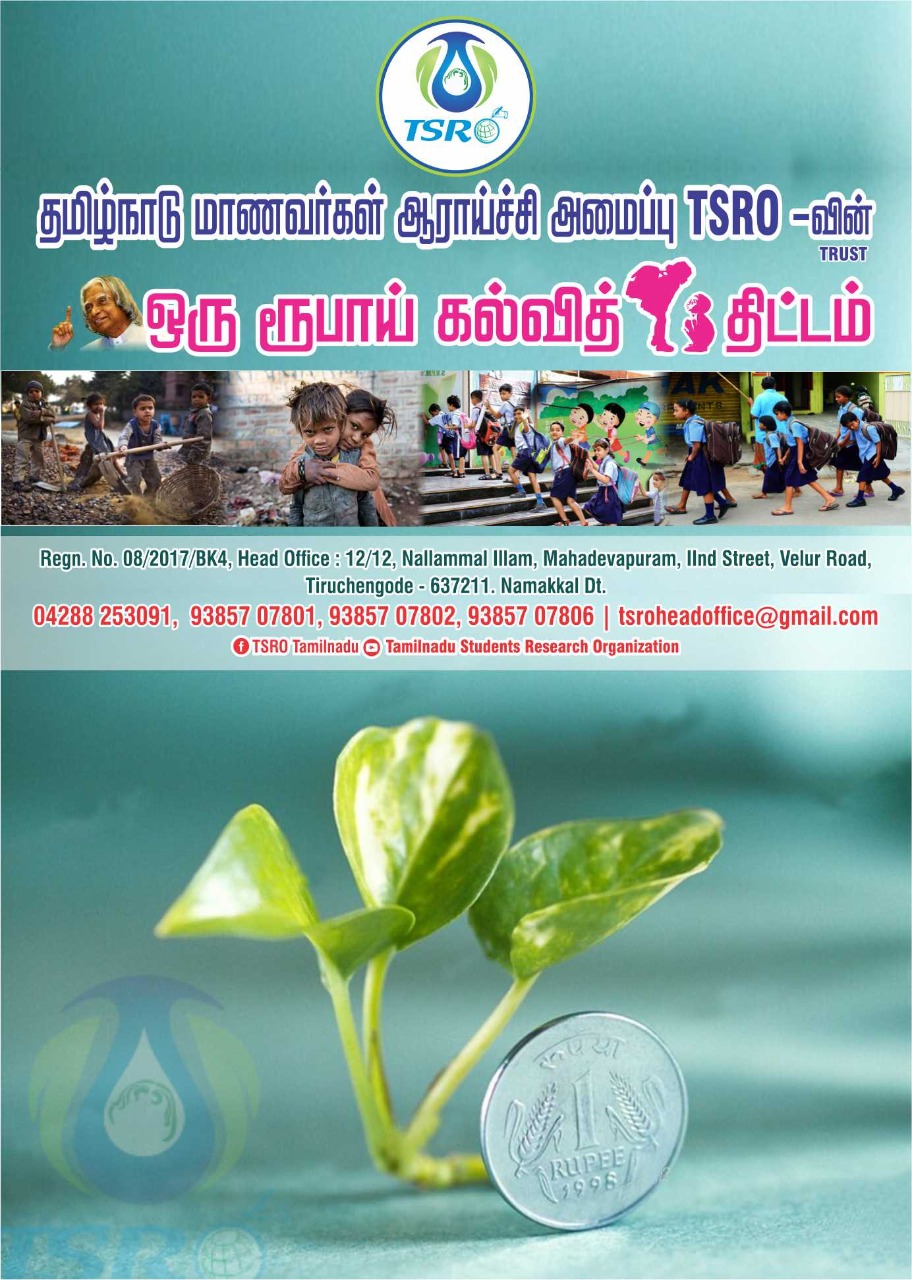 TSRO
தமிழ்நாடு மாணவர்கள் ஆராய்ச்சி அமைப்பு TSRO -வின்
TRUST
ஒரு ரூபாய் கல்வித் திட்டம்
Regn. No. 08/2017/BK4, Head Office : 12/12, Nallammal Illam, Mahadevapuram, IInd Street, Velur Road,
Tiruchengode - 637211. Namakkal Dt.
04288 253091, 93857 07801, 93857 07802, 93857 07806 | tsroheadoffice@gmail.com
TSRO Tamilnadu Tamilnadu Students Research Organization
रूपया
1
RUPEE
1998
TSRO